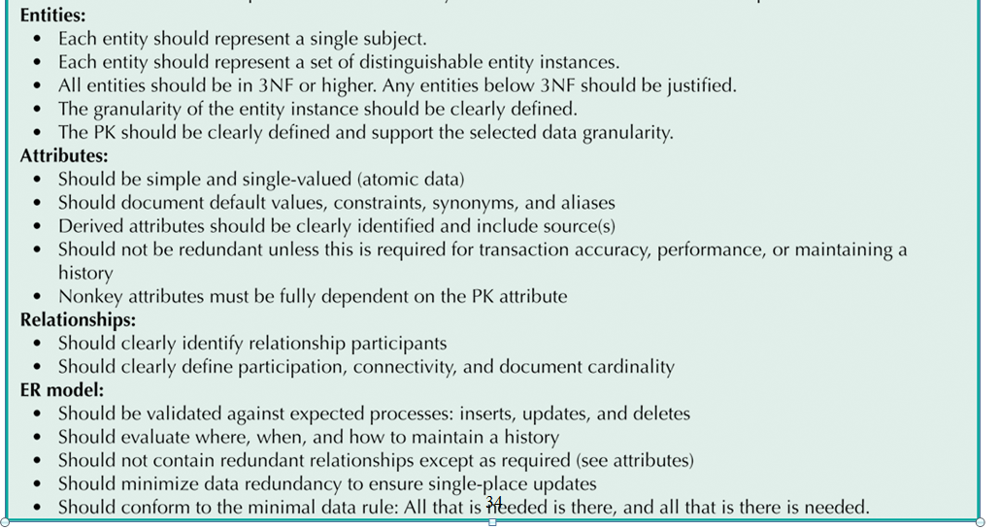 Entities:
• Each entity should represent a single subject.
• Each entity should represent a set of distinguishable entity instances.
• All entities should be in 3NF or higher. Any entities below 3NF should be justified.
• The granularity of the entity instance should be clearly defined.
• The PK should be clearly defined and support the selected data granularity.
Attributes:
• Should be simple and single-valued (atomic data)
• Should document default values, constraints, synonyms, and aliases
• Derived attributes should be clearly identified and include source(s)
• Should not be redundant unless this is required for transaction accuracy, performance, or maintaining a
history
• Nonkey attributes must be fully dependent on the PK attribute
Relationships:
• Should clearly identify relationship participants
• Should clearly define participation, connectivity, and document cardinality
ER model:
• Should be validated against expected processes: inserts, updates, and deletes
• Should evaluate where, when, and how to maintain a history
• Should not contain redundant relationships except as required (see attributes)
• Should minimize data redundancy to ensure single-place updates
• Should conform to the minimal data rule: All that is needed is there, and all that is there is needed.
34